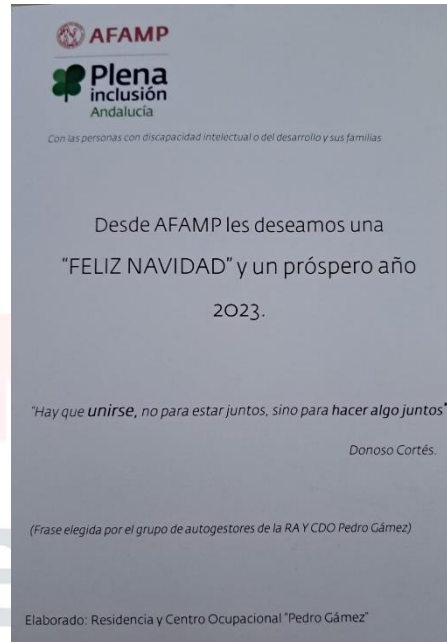 AFAMP
Plena
inclusión
Andalucía
Con las personas con discapacidad intelectual o del desarrollo y sus familias
Desde AFAMP les deseamos una
"FELIZ NAVIDAD" y un próspero año
2023.
"Hay que unirse, no para estar juntos, sino para hacer algo juntos"
Donoso Cortés.
(Frase elegida por el grupo de autogestores de la RA Y CDO Pedro Gámez)
Elaborado: Residencia y Centro Ocupacional "Pedro Gámez"